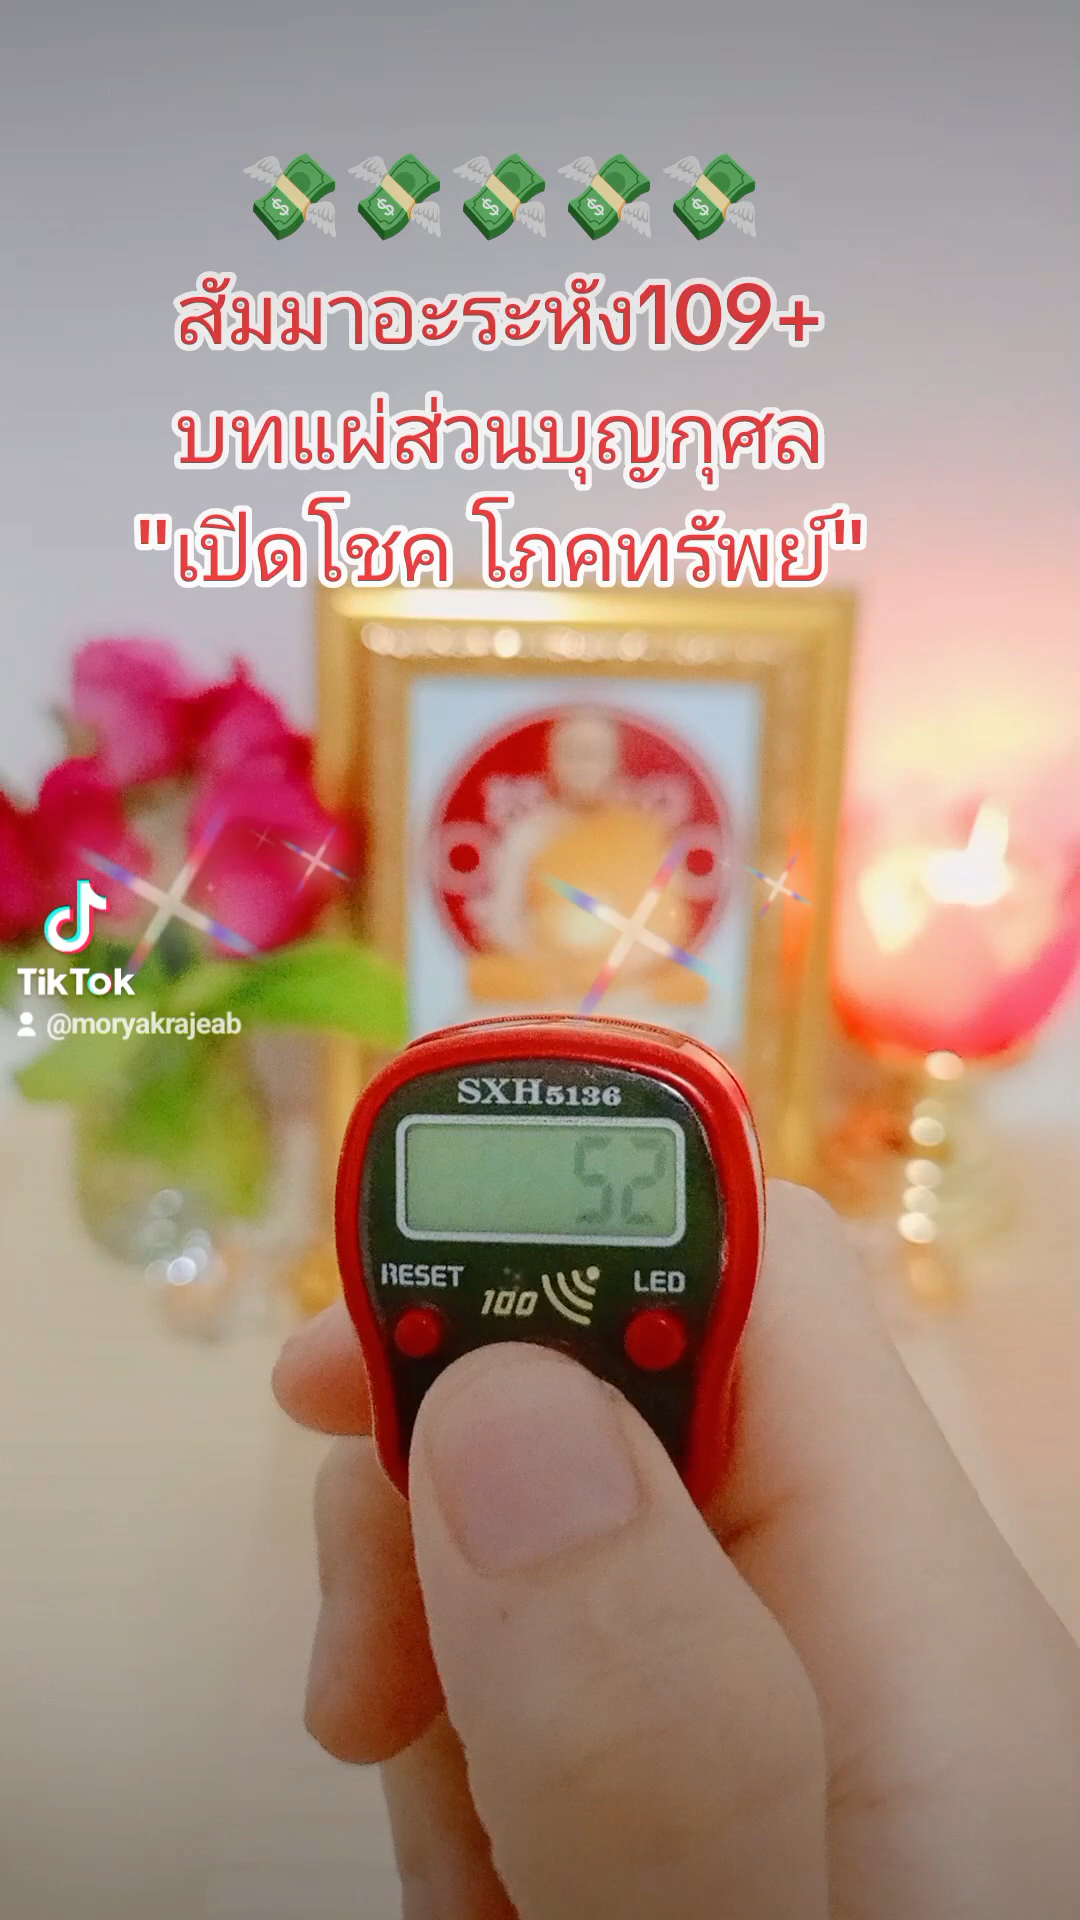 สัมมาอะระหัง109+
บทแผ่ส่วนบุญกุศล
"เปิดโชค โภคทรัพย์"
TikTok
@moryakrajeab
SXH5136
52
RESET
100
LED